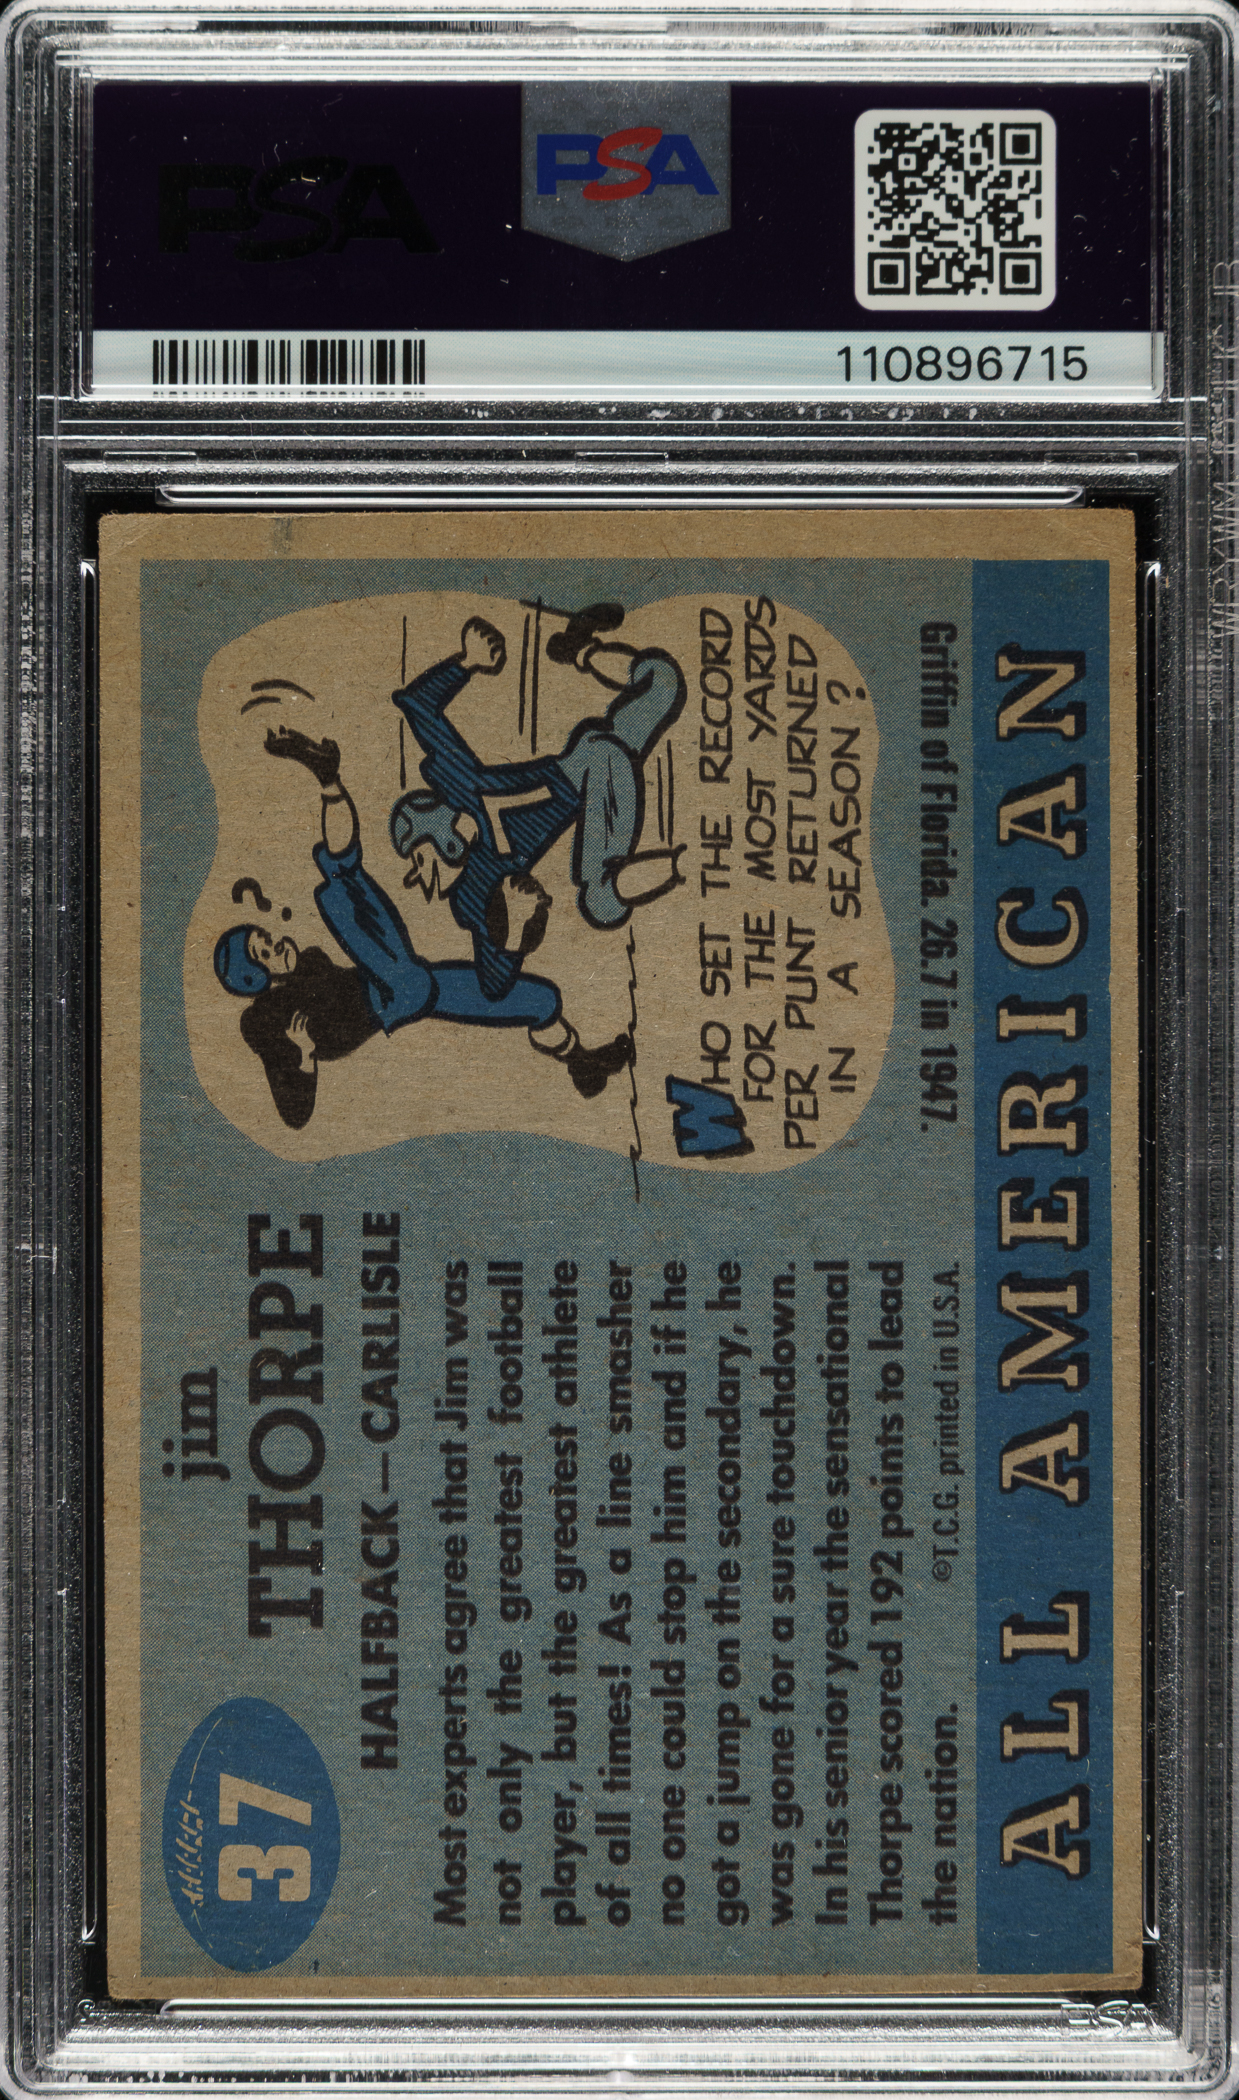 PSA
PSA
110896715
37
jim
THORPE
HALFBACK—CARLISLE
Most experts agree that Jim was
not only the greatest football
player, but the greatest athlete
of all times! As a line smasher
no one could stop him and if he
got a jump on the secondary, he
was gone for a sure touchdown.
In his senior year the sensational
Thorpe scored 192 points to lead
the nation.
©T.C.G. printed in U.S.A.
?
WHO SET THE RECORD
FOR THE MOST YARDS
PER PUNT RETURNED
IN A SEASON?
Griffin of Florida. 26.7 in 1947.
ALL AMERICAN
PSA